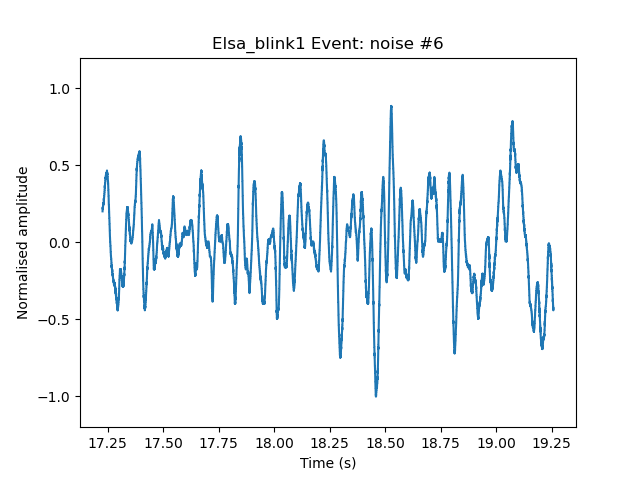 Elsa_blink1 Event: noise #6
Normalised amplitude
1.0
0.5
0.0
−0.5
−1.0
17.25 17.50 17.75 18.00 18.25 18.50 18.75 19.00 19.25
Time (s)